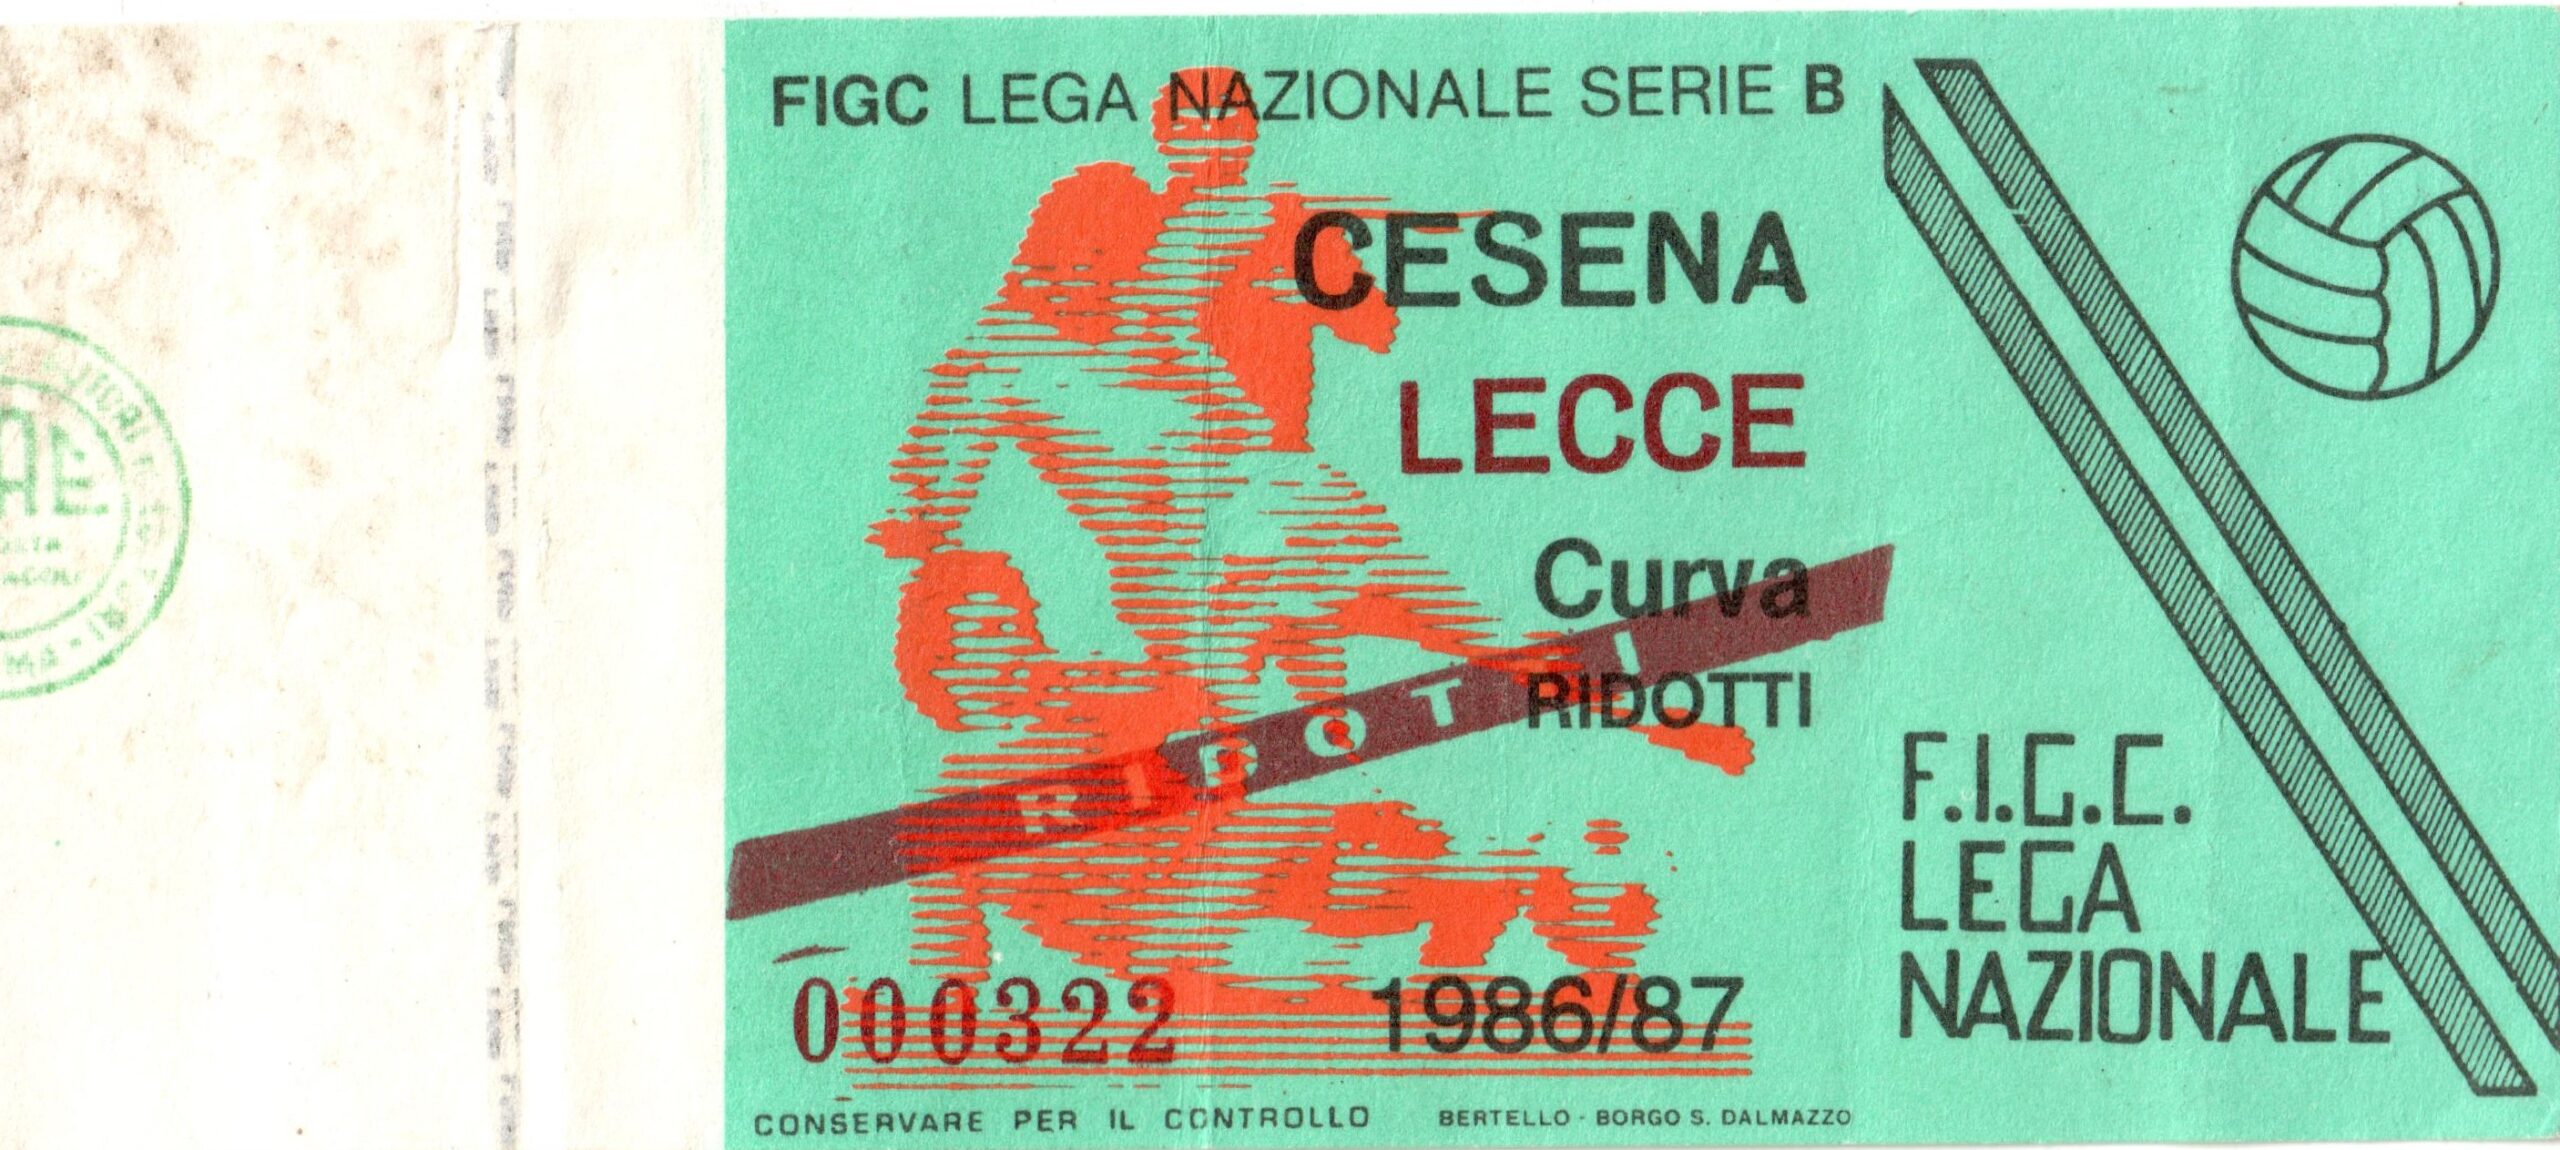 FIGC LEGA NAZIONALE SERIE B
CESENA
LECCE
Curva
RIDOTTI
RIDOTTI
000322
1986/87
CONSERVARE PER IL CONTROLLO
BERTELLO - BORGO S. DALMAZZO
F.I.G.C.
LEGA
NAZIONALE